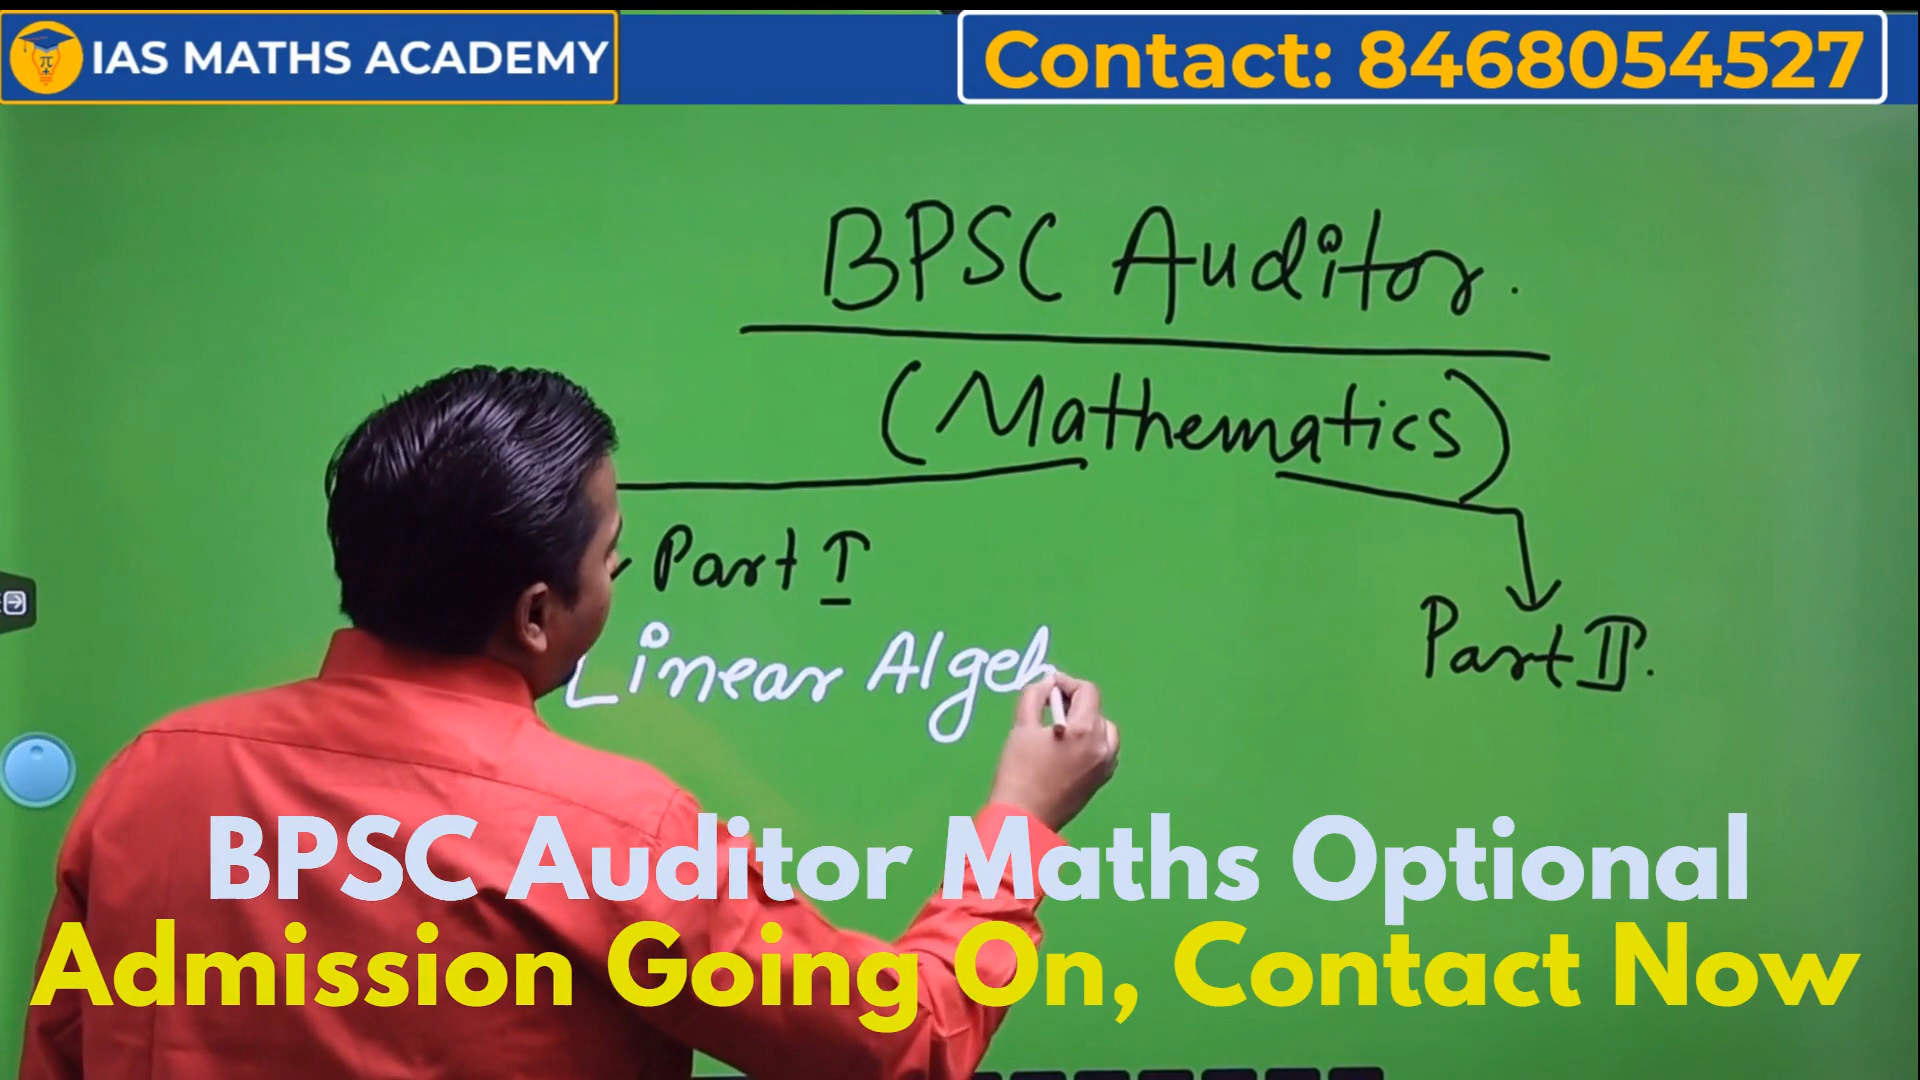 IAS MATHS ACADEMY
Contact: 8468054527
BPSC Auditor.
(Mathematics)
Part I
Linear Algeb
Part II.
BPSC Auditor Maths Optional
Admission Going On, Contact Now